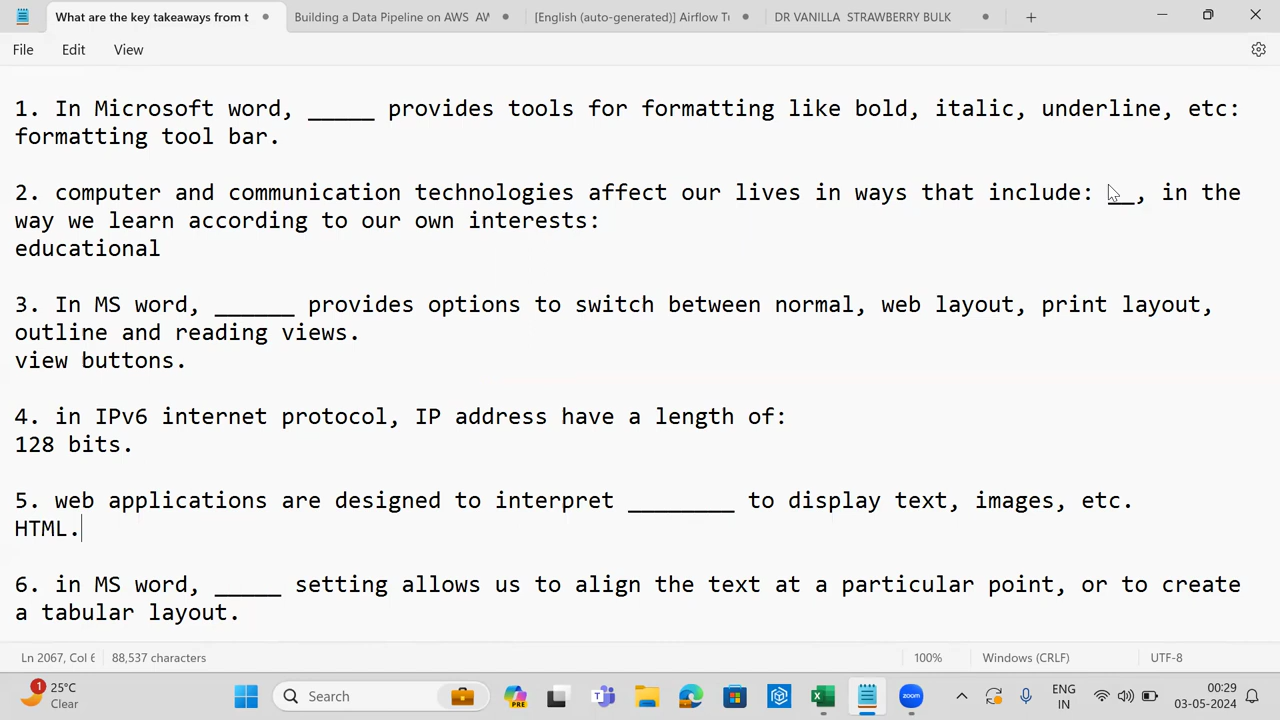 What are the key takeaways from t
Building a Data Pipeline on AWS AW
[English (auto-generated)] Airflow Tu
DR VANILLA STRAWBERRY BULK
File Edit View
1. In Microsoft word, _____ provides tools for formatting like bold, italic, underline, etc:
formatting tool bar.
2. computer and communication technologies affect our lives in ways that include: __, in the
way we learn according to our own interests:
educational
3. In MS word, ______ provides options to switch between normal, web layout, print layout,
outline and reading views.
view buttons.
4. in IPv6 internet protocol, IP address have a length of:
128 bits.
5. web applications are designed to interpret ________ to display text, images, etc.
HTML.
6. in MS word, _____ setting allows us to align the text at a particular point, or to create
a tabular layout.
Ln 2067, Col 6 88,537 characters 100% Windows (CRLF) UTF-8
1 25°C
Clear
Search
PRE
zoom
ENG
IN
00:29
03-05-2024